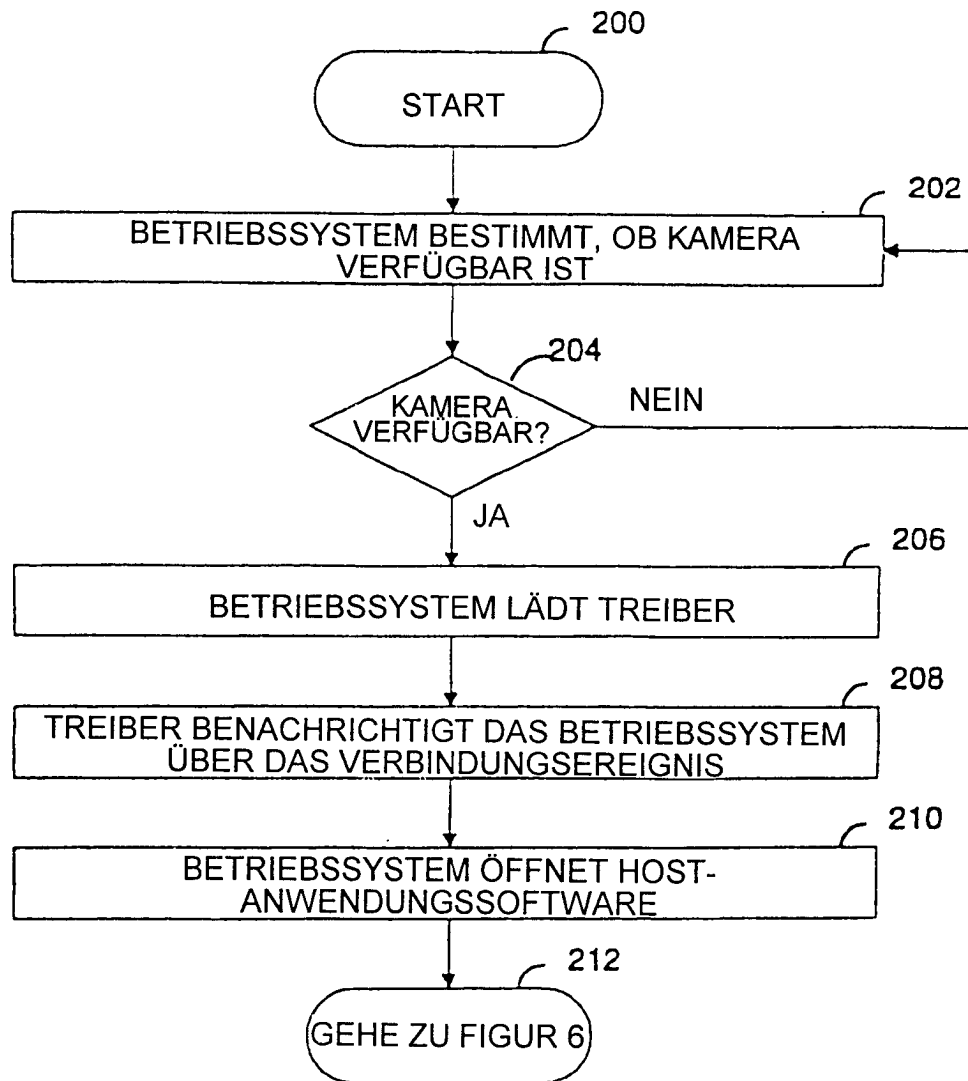 200
START
202
BETRIEBSSYSTEM BESTIMMT, OB KAMERA
VERFÜGBAR IST
204
KAMERA
VERFÜGBAR?
NEIN
JA
206
BETRIEBSSYSTEM LÄDT TREIBER
208
TREIBER BENACHRICHTIGT DAS BETRIEBSSYSTEM
ÜBER DAS VERBINDUNGSEREIGNIS
210
BETRIEBSSYSTEM ÖFFNET HOST-
ANWENDUNGSSOFTWARE
212
GEHE ZU FIGUR 6